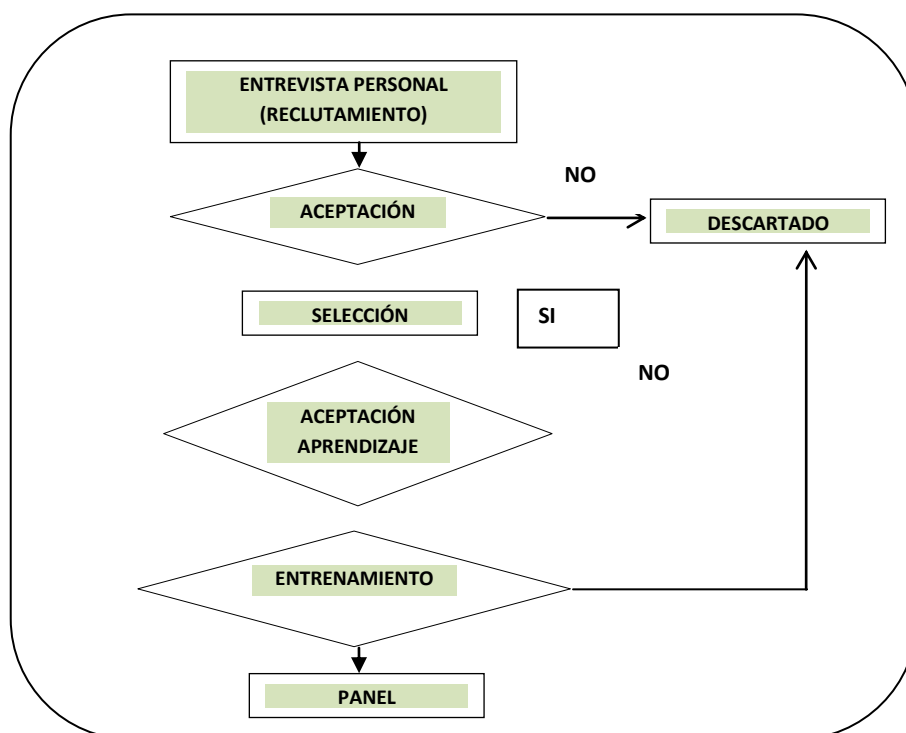 ENTREVISTA PERSONAL
(RECLUTAMIENTO)
NO
ACEPTACIÓN
DESCARTADO
SELECCIÓN
SI
NO
ACEPTACIÓN
APRENDIZAJE
ENTRENAMIENTO
PANEL